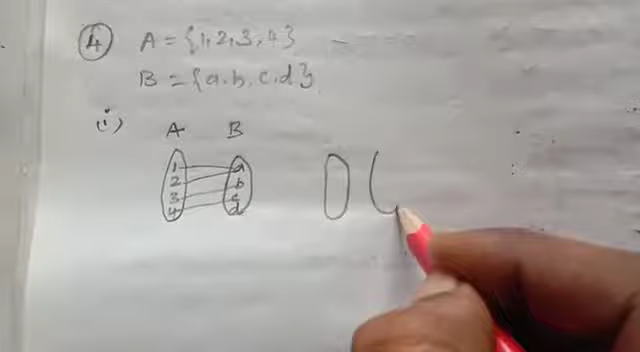 ④ A = {1, 2, 3, 4}
B = {a, b, c, d}
(i) A B
1 a
2 b
3 c
4 d